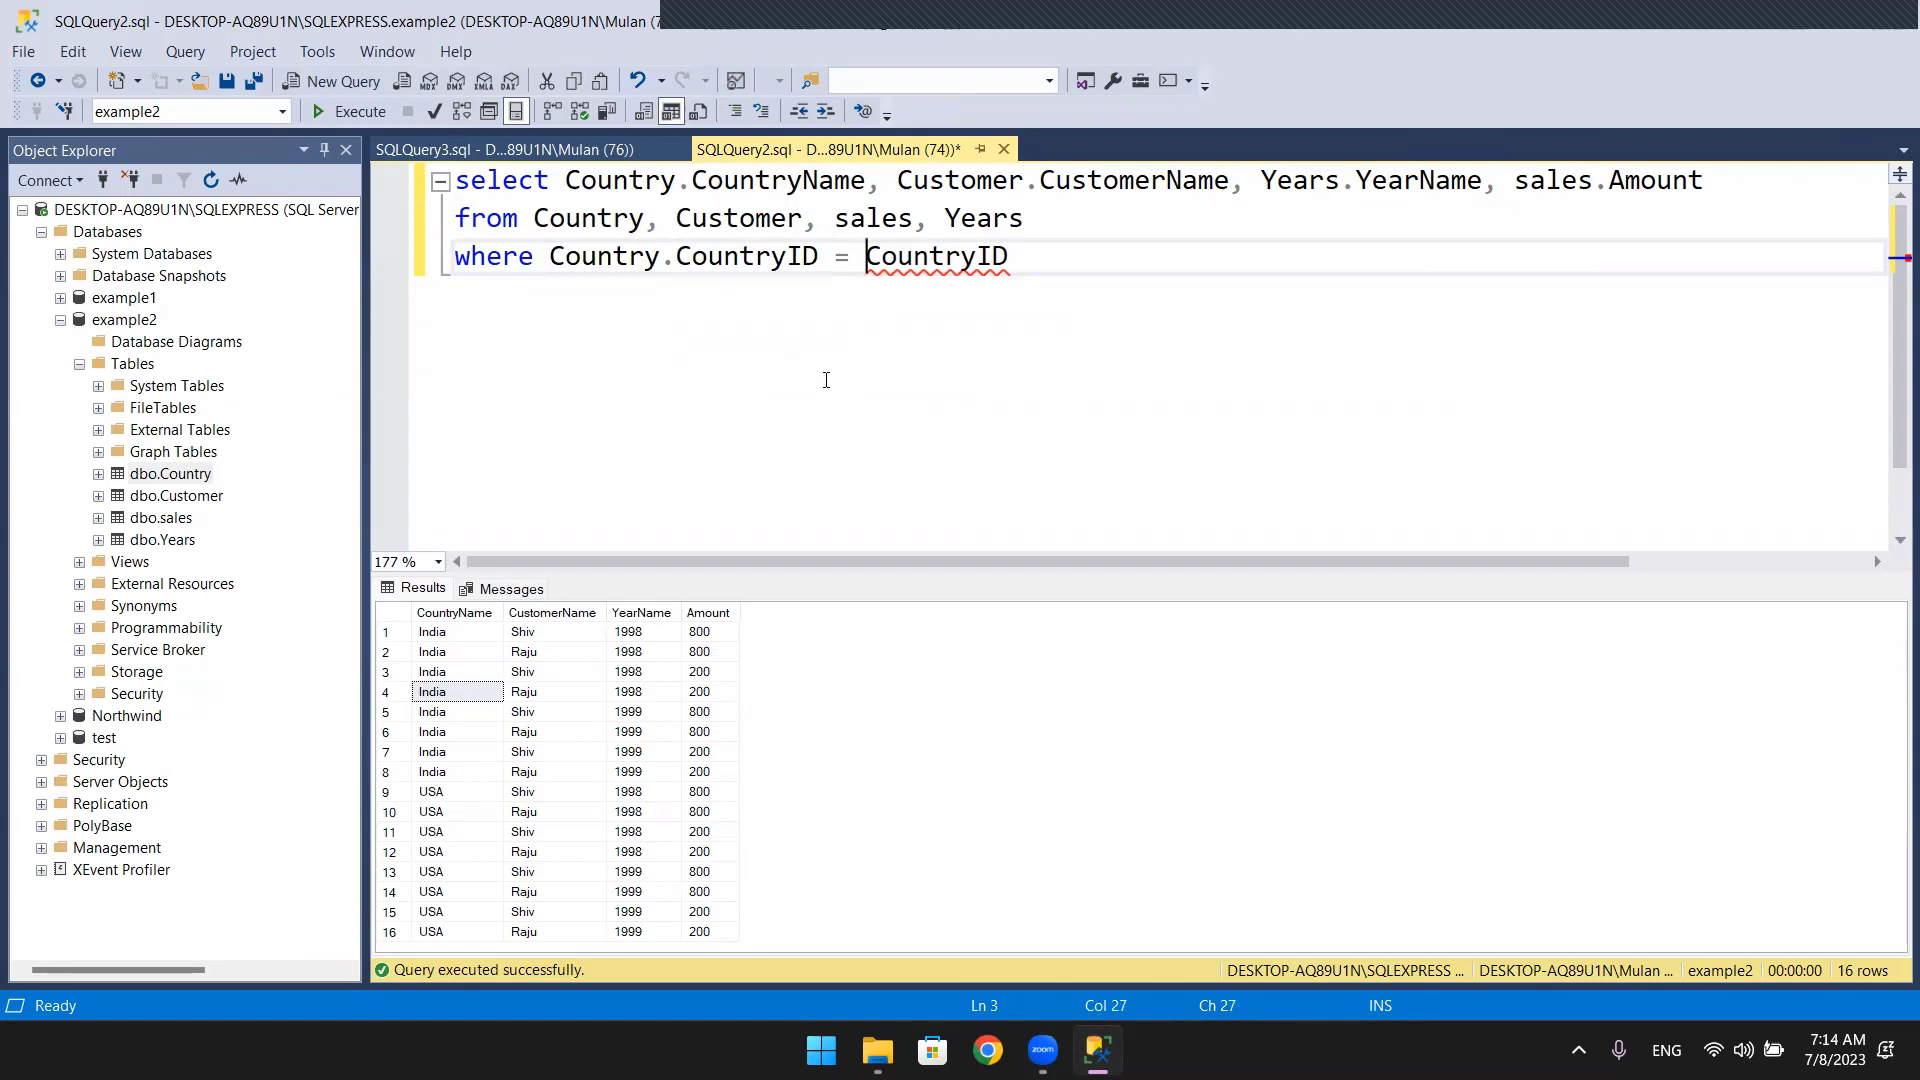 SQLQuery2.sql - DESKTOP-AQ89U1N\SQLEXPRESS.example2 (DESKTOP-AQ89U1N\Mulan (7
File Edit View Query Project Tools Window Help
New Query MDX DMX XMLA DAX
example2 Execute
Object Explorer
Connect
DESKTOP-AQ89U1N\SQLEXPRESS (SQL Server
Databases
System Databases
Database Snapshots
example1
example2
Database Diagrams
Tables
System Tables
FileTables
External Tables
Graph Tables
dbo.Country
dbo.Customer
dbo.sales
dbo.Years
Views
External Resources
Synonyms
Programmability
Service Broker
Storage
Security
Northwind
test
Security
Server Objects
Replication
PolyBase
Management
XEvent Profiler
SQLQuery3.sql - D...89U1N\Mulan (76)) SQLQuery2.sql - D...89U1N\Mulan (74))*
select Country.CountryName, Customer.CustomerName, Years.YearName, sales.Amount
from Country, Customer, sales, Years
where Country.CountryID = CountryID
177 %
Results Messages
CountryName CustomerName YearName Amount
1 India Shiv 1998 800
2 India Raju 1998 800
3 India Shiv 1998 200
4 India Raju 1998 200
5 India Shiv 1999 800
6 India Raju 1999 800
7 India Shiv 1999 200
8 India Raju 1999 200
9 USA Shiv 1998 800
10 USA Raju 1998 800
11 USA Shiv 1998 200
12 USA Raju 1998 200
13 USA Shiv 1999 800
14 USA Raju 1999 800
15 USA Shiv 1999 200
16 USA Raju 1999 200
Query executed successfully. DESKTOP-AQ89U1N\SQLEXPRESS ... DESKTOP-AQ89U1N\Mulan ... example2 00:00:00 16 rows
Ready Ln 3 Col 27 Ch 27 INS
zoom ENG 7:14 AM
7/8/2023